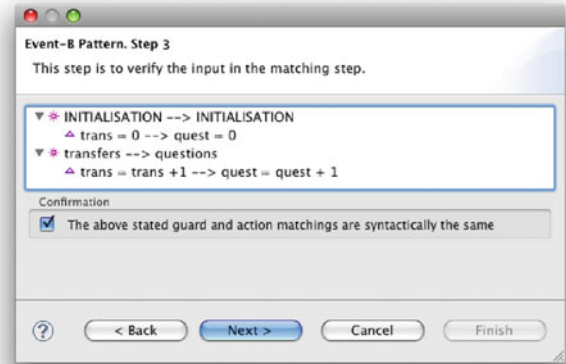 Event-B Pattern. Step 3
This step is to verify the input in the matching step.
INITIALISATION --> INITIALISATION
trans = 0 --> quest = 0
transfers --> questions
trans = trans +1 --> quest = quest + 1
Confirmation
The above stated guard and action matchings are syntactically the same
? < Back Next > Cancel Finish